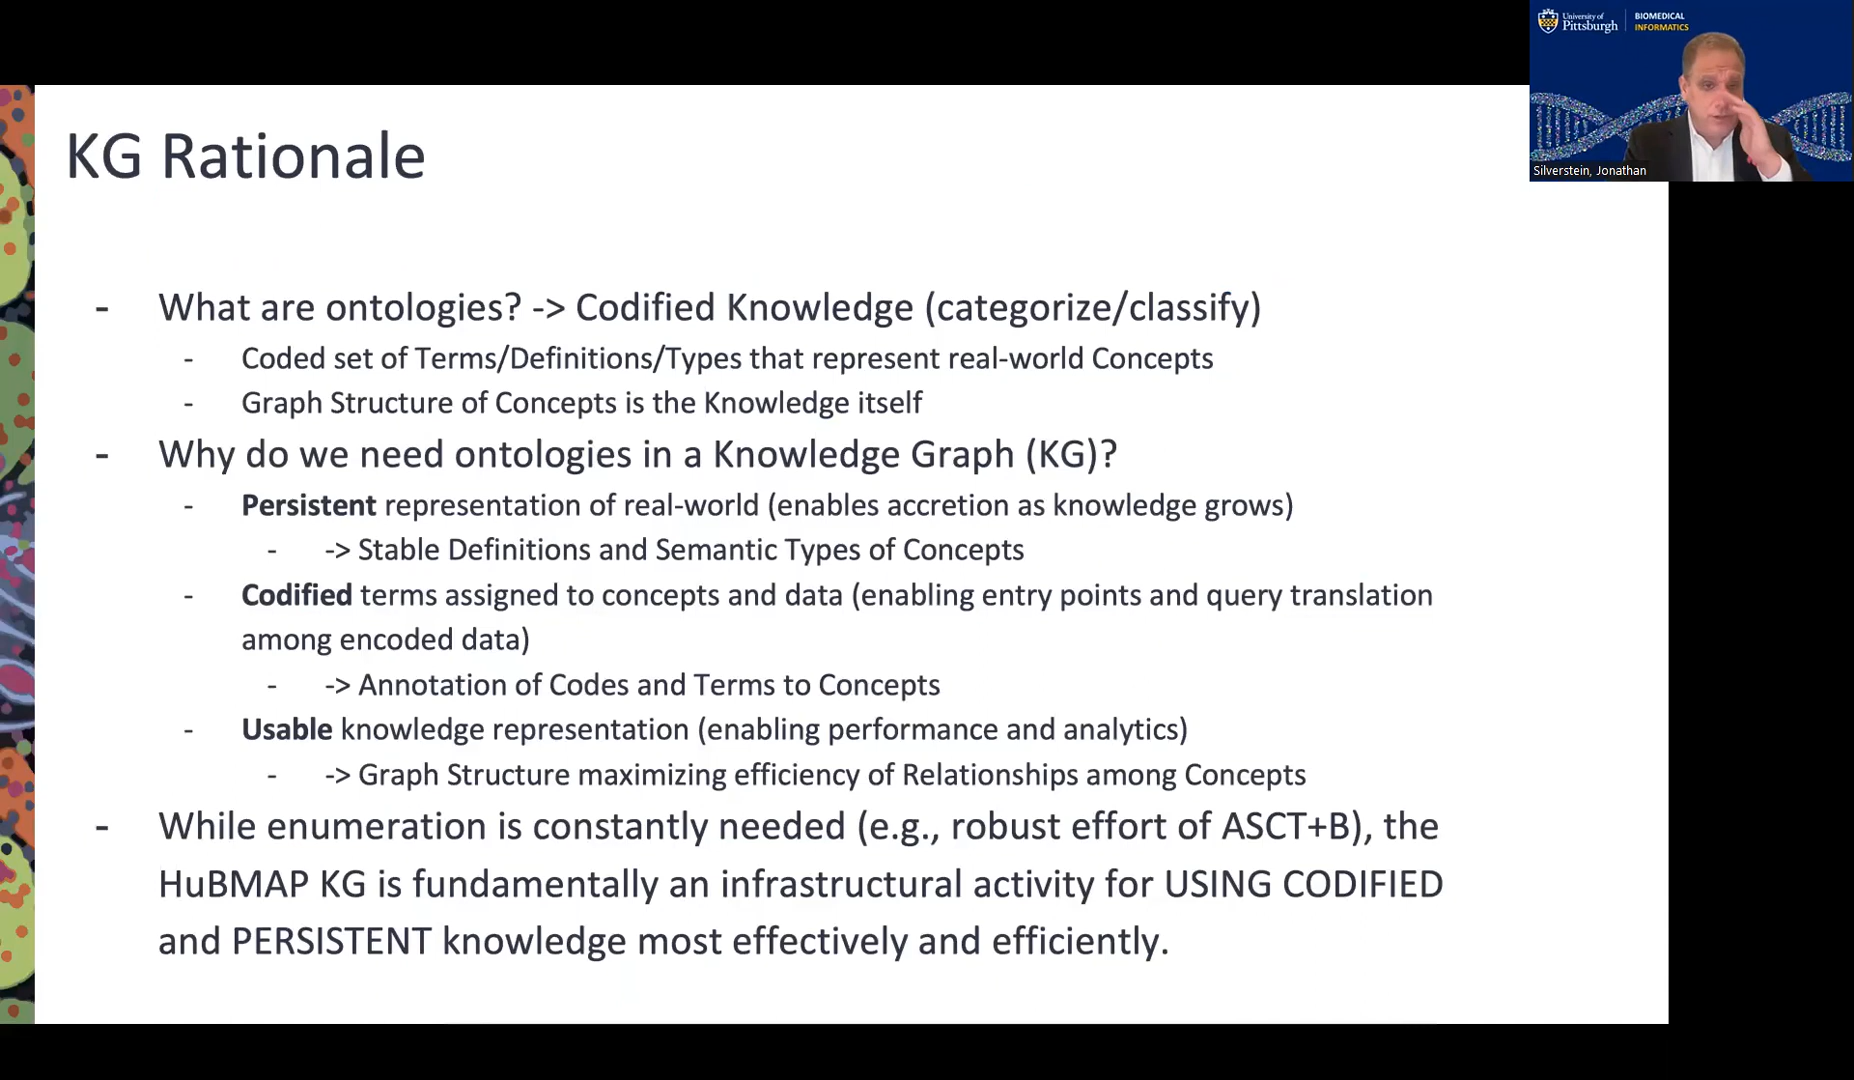 University of
Pittsburgh
BIOMEDICAL
INFORMATICS
Silverstein, Jonathan
KG Rationale
- What are ontologies? -> Codified Knowledge (categorize/classify)
- Coded set of Terms/Definitions/Types that represent real-world Concepts
- Graph Structure of Concepts is the Knowledge itself
- Why do we need ontologies in a Knowledge Graph (KG)?
- Persistent representation of real-world (enables accretion as knowledge grows)
- -> Stable Definitions and Semantic Types of Concepts
- Codified terms assigned to concepts and data (enabling entry points and query translation
among encoded data)
- -> Annotation of Codes and Terms to Concepts
- Usable knowledge representation (enabling performance and analytics)
- -> Graph Structure maximizing efficiency of Relationships among Concepts
- While enumeration is constantly needed (e.g., robust effort of ASCT+B), the
HuBMAP KG is fundamentally an infrastructural activity for USING CODIFIED
and PERSISTENT knowledge most effectively and efficiently.